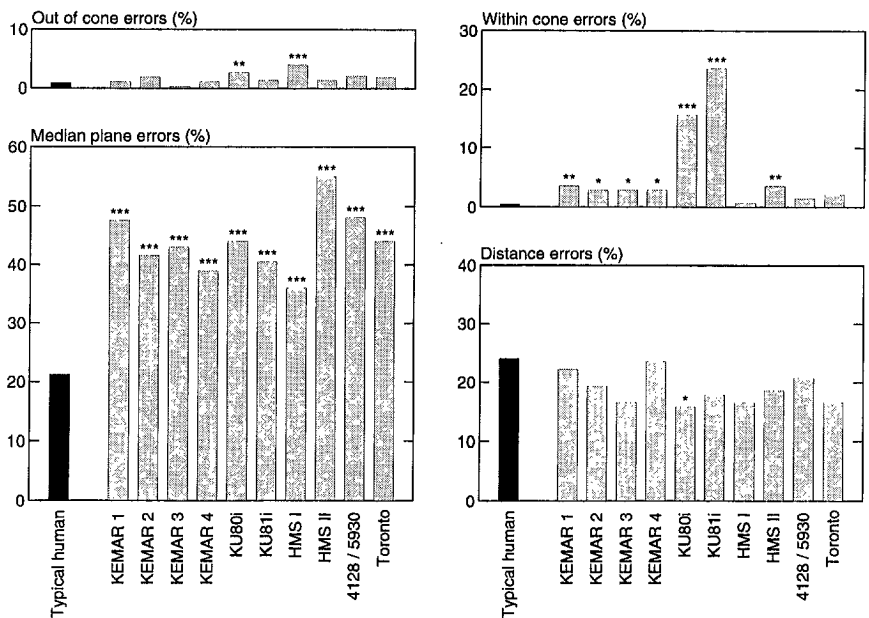 Out of cone errors (%)
10
0
** ***
Median plane errors (%)
60
50
40
30
20
10
0
*** *** *** *** *** *** *** *** *** ***
Typical human
KEMAR 1
KEMAR 2
KEMAR 3
KEMAR 4
KU80i
KU81i
HMS I
HMS II
4128 / 5930
Toronto
Within cone errors (%)
30
20
10
0
** * * * *** *** **
Distance errors (%)
40
30
20
10
0
*
Typical human
KEMAR 1
KEMAR 2
KEMAR 3
KEMAR 4
KU80i
KU81i
HMS I
HMS II
4128 / 5930
Toronto